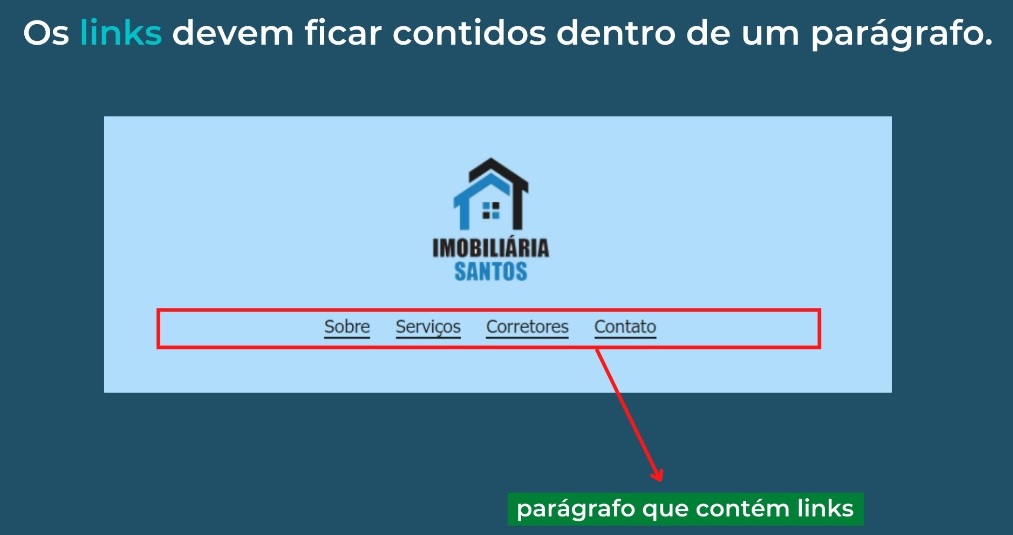 Os links devem ficar contidos dentro de um parágrafo.
IMOBILIÁRIA
SANTOS
Sobre Serviços Corretores Contato
parágrafo que contém links